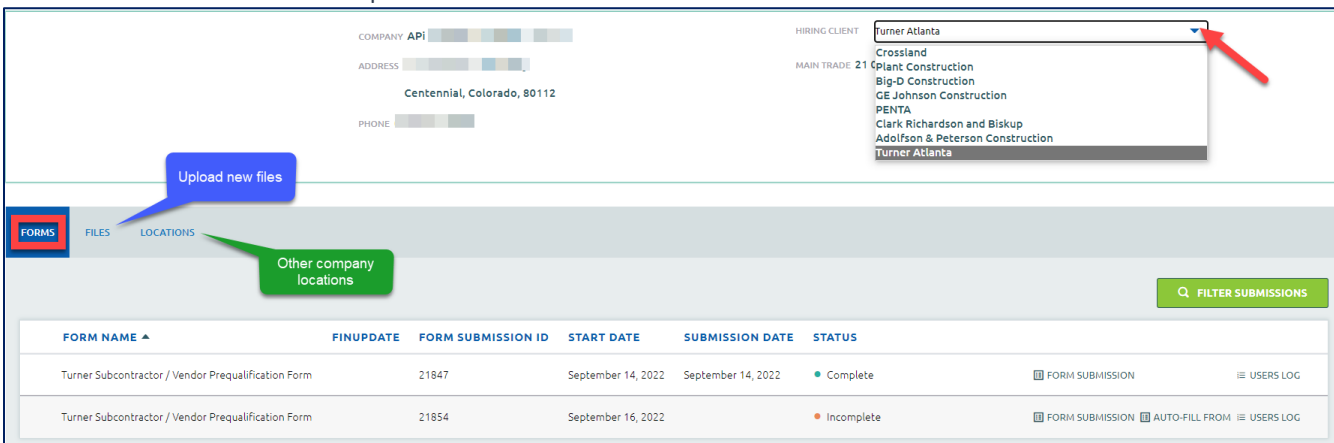 COMPANY APi
HIRING CLIENT Turner Atlanta
Crossland
Plant Construction
Big-D Construction
GE Johnson Construction
PENTA
Clark Richardson and Biskup
Adolfson & Peterson Construction
Turner Atlanta
ADDRESS
MAIN TRADE 21
Centennial, Colorado, 80112
PHONE
Upload new files
FORMS FILES LOCATIONS
Other company
locations
FILTER SUBMISSIONS
FORM NAME FINUPDATE FORM SUBMISSION ID START DATE SUBMISSION DATE STATUS
Turner Subcontractor / Vendor Prequalification Form 21847 September 14, 2022 September 14, 2022 Complete FORM SUBMISSION USERS LOG
Turner Subcontractor / Vendor Prequalification Form 21854 September 16, 2022 Incomplete FORM SUBMISSION AUTO-FILL FROM USERS LOG